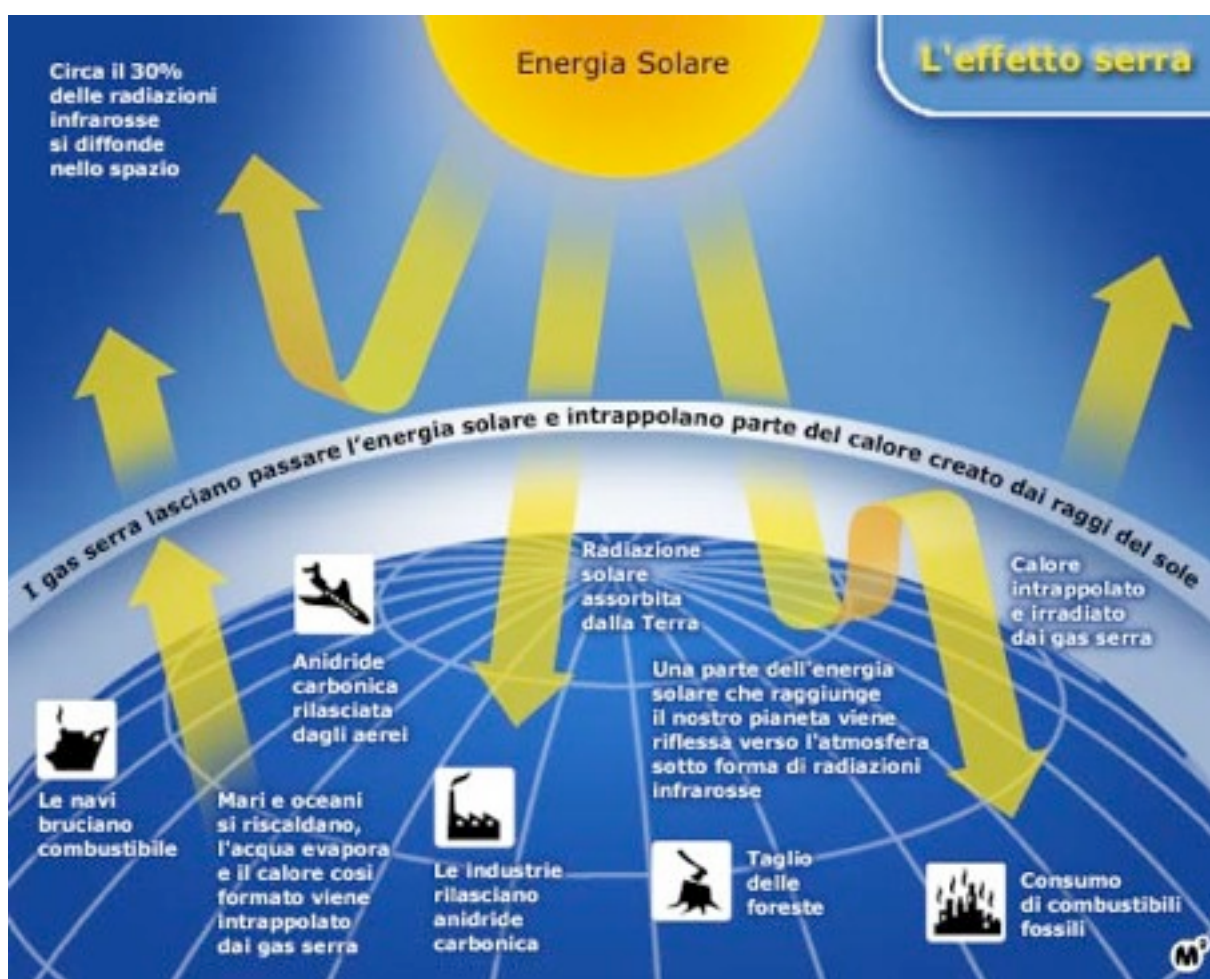 L'effetto serra
Energia Solare
Circa il 30%
delle radiazioni
infrarosse
si diffonde
nello spazio
I gas serra lasciano passare l'energia solare e intrappolano parte del calore creato dai raggi del sole
Radiazione
solare
assorbita
dalla Terra
Calore
intrappolato
e irradiato
dai gas serra
Anidride
carbonica
rilasciata
dagli aerei
Una parte dell'energia
solare che raggiunge
il nostro pianeta viene
riflessa verso l'atmosfera
sotto forma di radiazioni
infrarosse
Le navi
bruciano
combustibile
Mari e oceani
si riscaldano,
l'acqua evapora
e il calore cosi
formato viene
intrappolato
dai gas serra
Le industrie
rilasciano
anidride
carbonica
Taglio
delle
foreste
Consumo
di combustibili
fossili
M